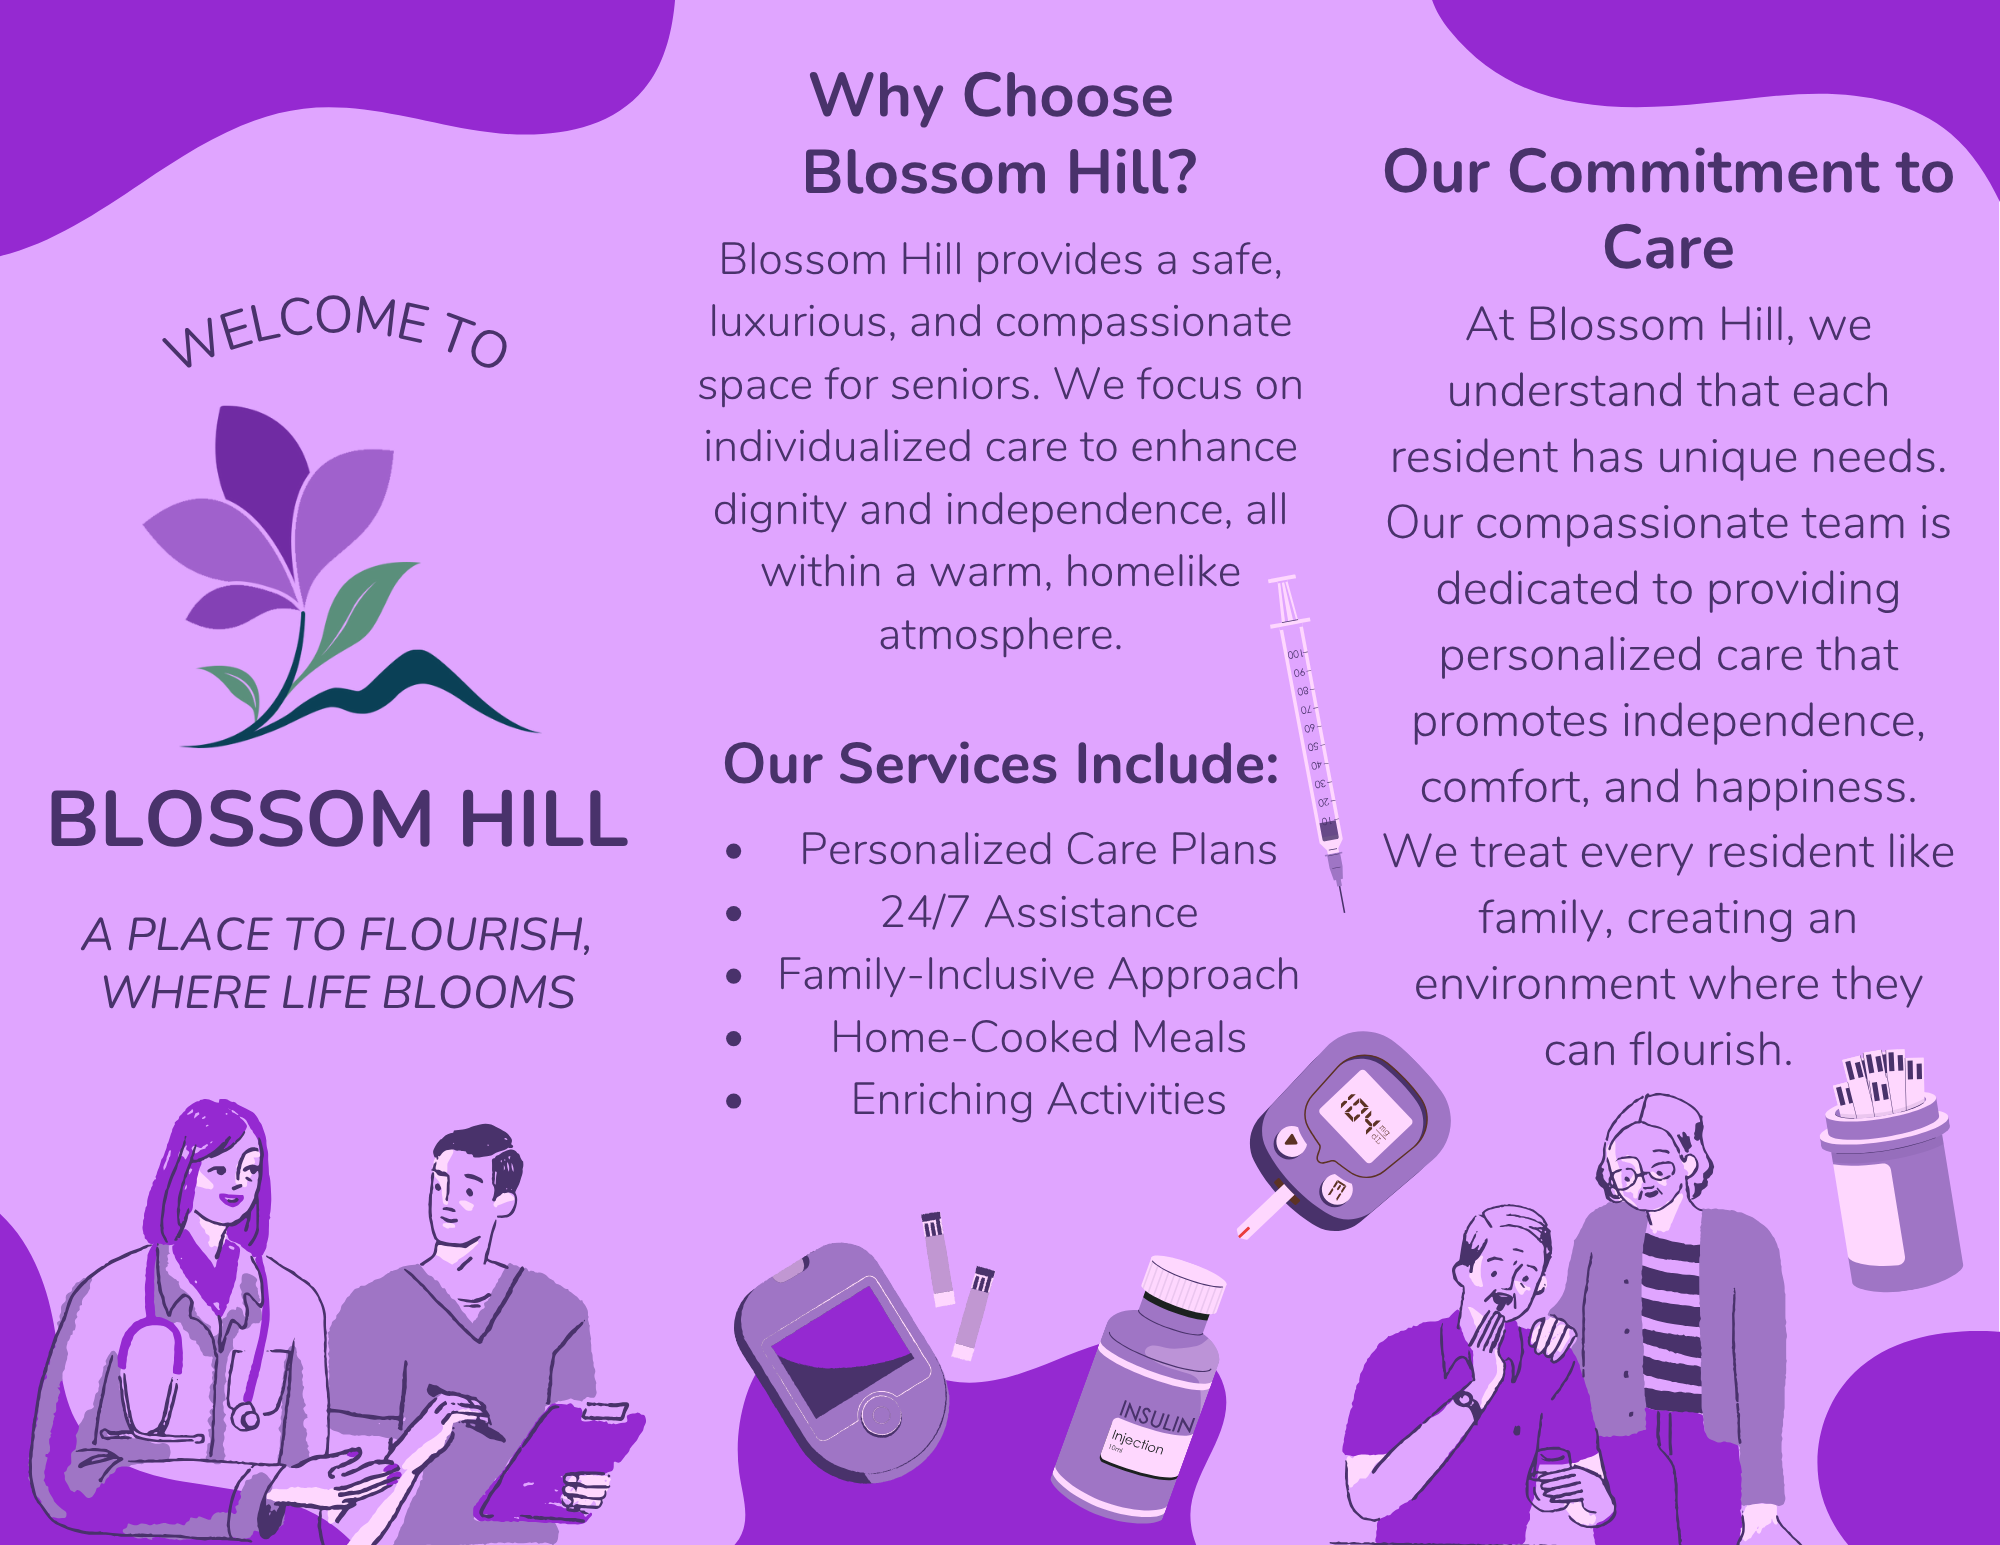 WELCOME TO
BLOSSOM HILL
A PLACE TO FLOURISH,
WHERE LIFE BLOOMS
Why Choose
Blossom Hill?
Blossom Hill provides a safe,
luxurious, and compassionate
space for seniors. We focus on
individualized care to enhance
dignity and independence, all
within a warm, homelike
atmosphere.
Our Services Include:
• Personalized Care Plans
• 24/7 Assistance
• Family-Inclusive Approach
• Home-Cooked Meals
• Enriching Activities
100
90
80
70
60
50
40
30
20
10
104
mg
dL
M
INSULIN
Injection
10ml
Our Commitment to
Care
At Blossom Hill, we
understand that each
resident has unique needs.
Our compassionate team is
dedicated to providing
personalized care that
promotes independence,
comfort, and happiness.
We treat every resident like
family, creating an
environment where they
can flourish.